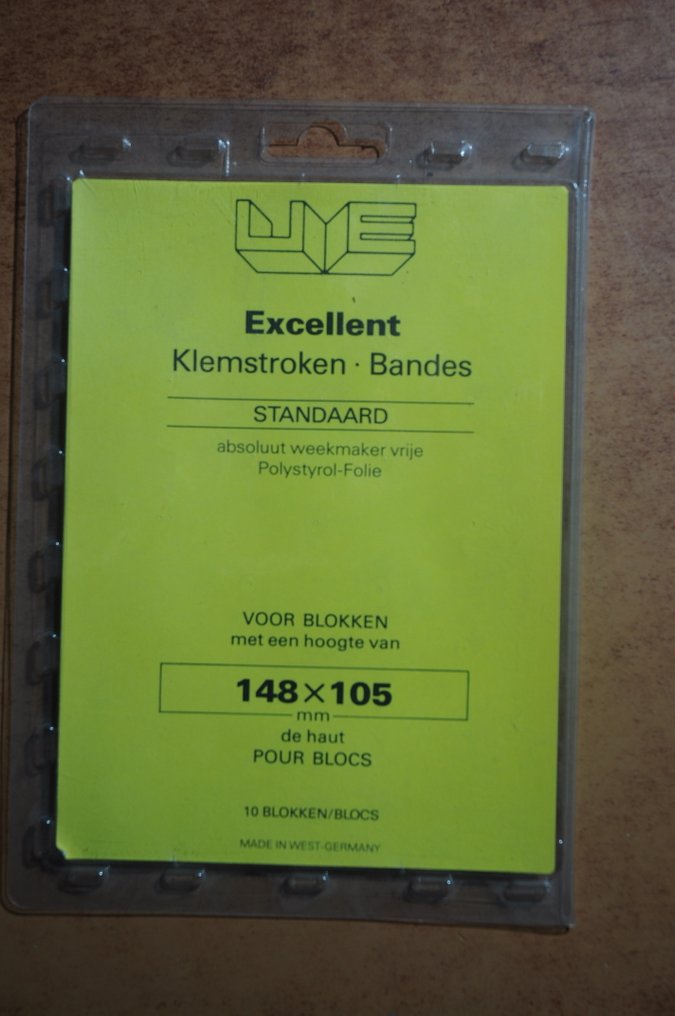 UYE
Excellent
Klemstroken · Bandes
STANDAARD
absoluut weekmaker vrije
Polystyrol-Folie
VOOR BLOKKEN
met een hoogte van
148×105
mm
de haut
POUR BLOCS
10 BLOKKEN/BLOCS
MADE IN WEST-GERMANY